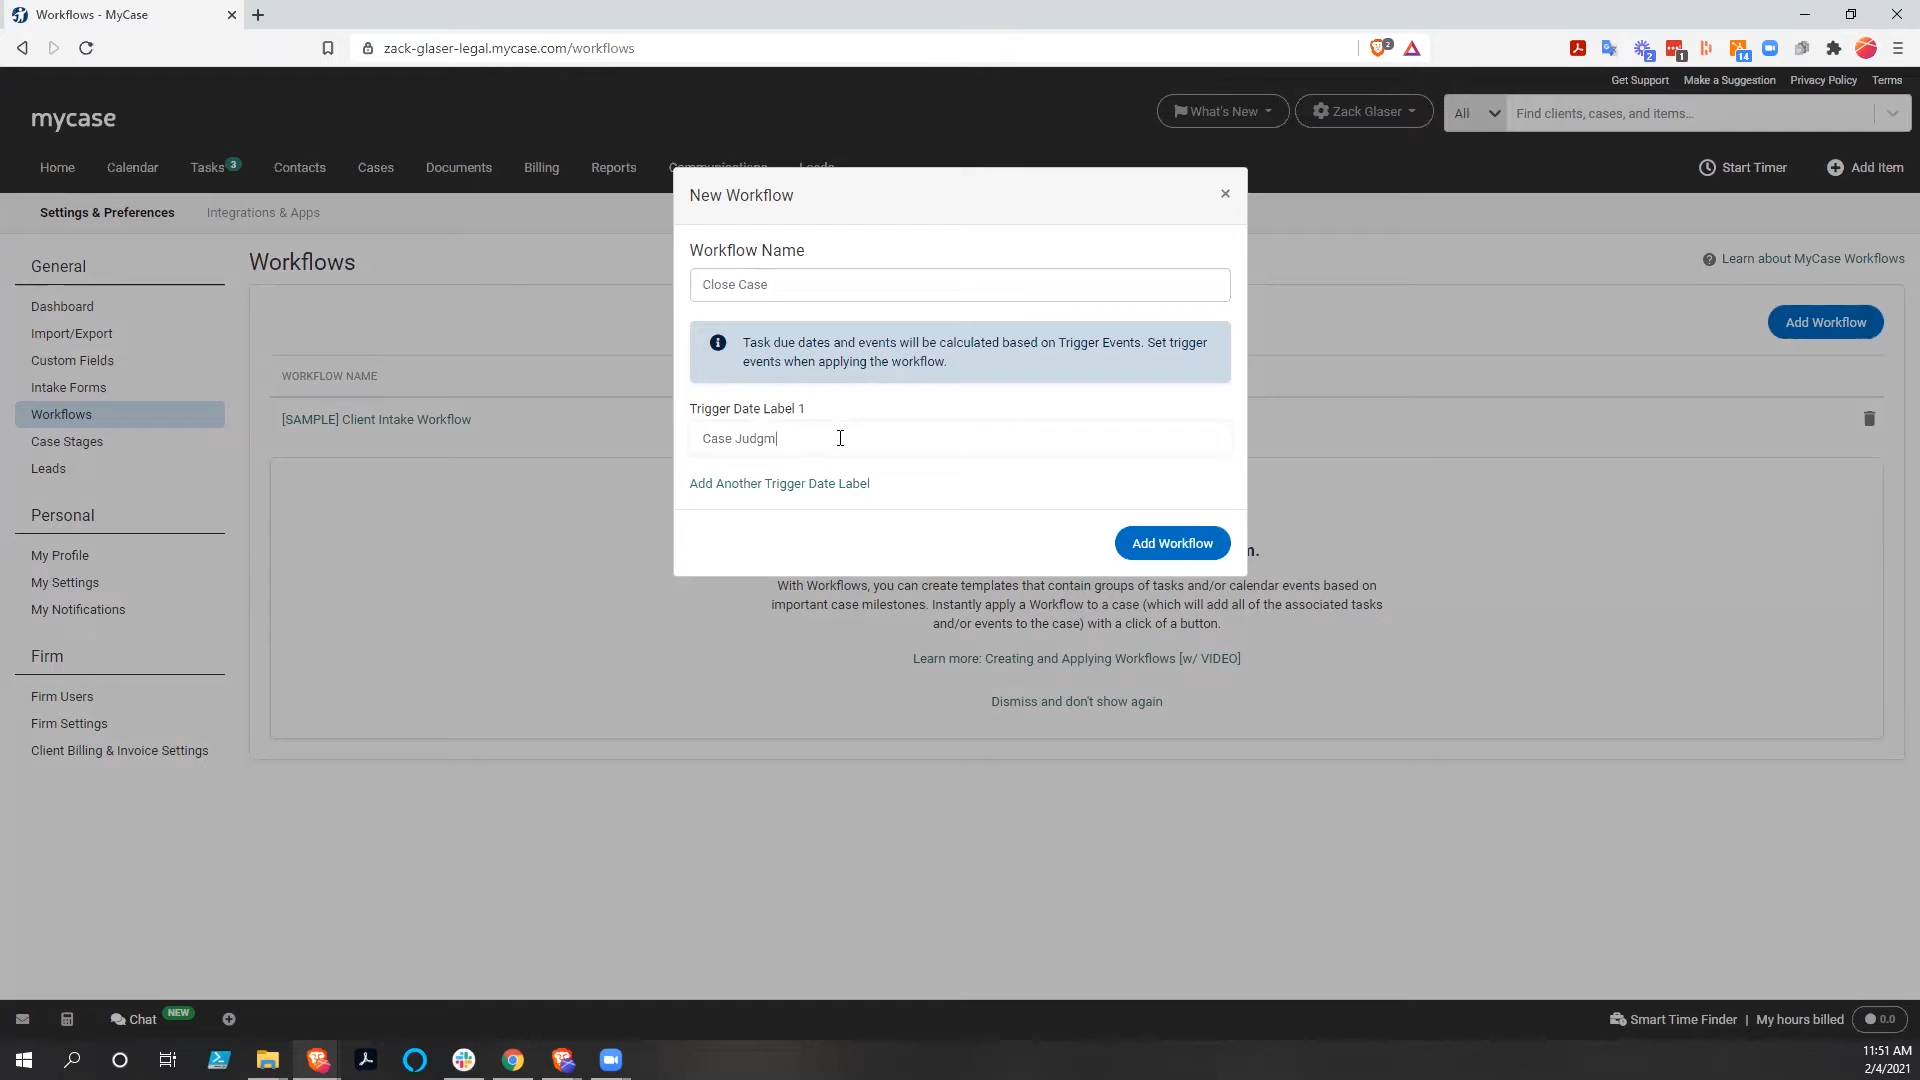 Workflows - MyCase
zack-glaser-legal.mycase.com/workflows
2
2
1
14
Get Support Make a Suggestion Privacy Policy Terms
mycase
What's New
Zack Glaser
All
Find clients, cases, and items...
Home Calendar Tasks 3 Contacts Cases Documents Billing Reports Communications Leads
Start Timer
Add Item
Settings & Preferences Integrations & Apps
General
Dashboard
Import/Export
Custom Fields
Intake Forms
Workflows
Case Stages
Leads
Personal
My Profile
My Settings
My Notifications
Firm
Firm Users
Firm Settings
Client Billing & Invoice Settings
Workflows
Learn about MyCase Workflows
Add Workflow
WORKFLOW NAME
[SAMPLE] Client Intake Workflow
New Workflow
Workflow Name
Close Case
Task due dates and events will be calculated based on Trigger Events. Set trigger
events when applying the workflow.
Trigger Date Label 1
Case Judgm
Add Another Trigger Date Label
Add Workflow
With Workflows, you can create templates that contain groups of tasks and/or calendar events based on
important case milestones. Instantly apply a Workflow to a case (which will add all of the associated tasks
and/or events to the case) with a click of a button.
Learn more: Creating and Applying Workflows [w/ VIDEO]
Dismiss and don't show again
Chat NEW
Smart Time Finder | My hours billed 0.0
11:51 AM
2/4/2021